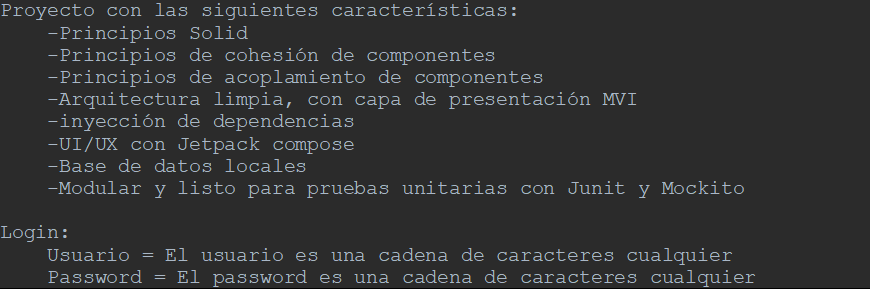 Proyecto con las siguientes características:
-Principios Solid
-Principios de cohesión de componentes
-Principios de acoplamiento de componentes
-Arquitectura limpia, con capa de presentación MVI
-inyección de dependencias
-UI/UX con Jetpack compose
-Base de datos locales
-Modular y listo para pruebas unitarias con Junit y Mockito
Login:
Usuario = El usuario es una cadena de caracteres cualquier
Password = El password es una cadena de caracteres cualquier